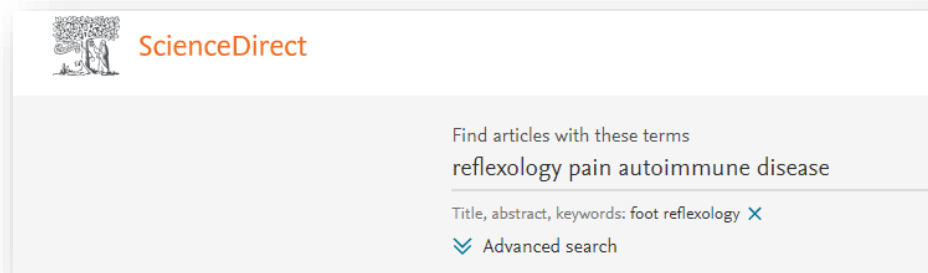 ScienceDirect
Find articles with these terms
reflexology pain autoimmune disease
Title, abstract, keywords: foot reflexology ×
Advanced search